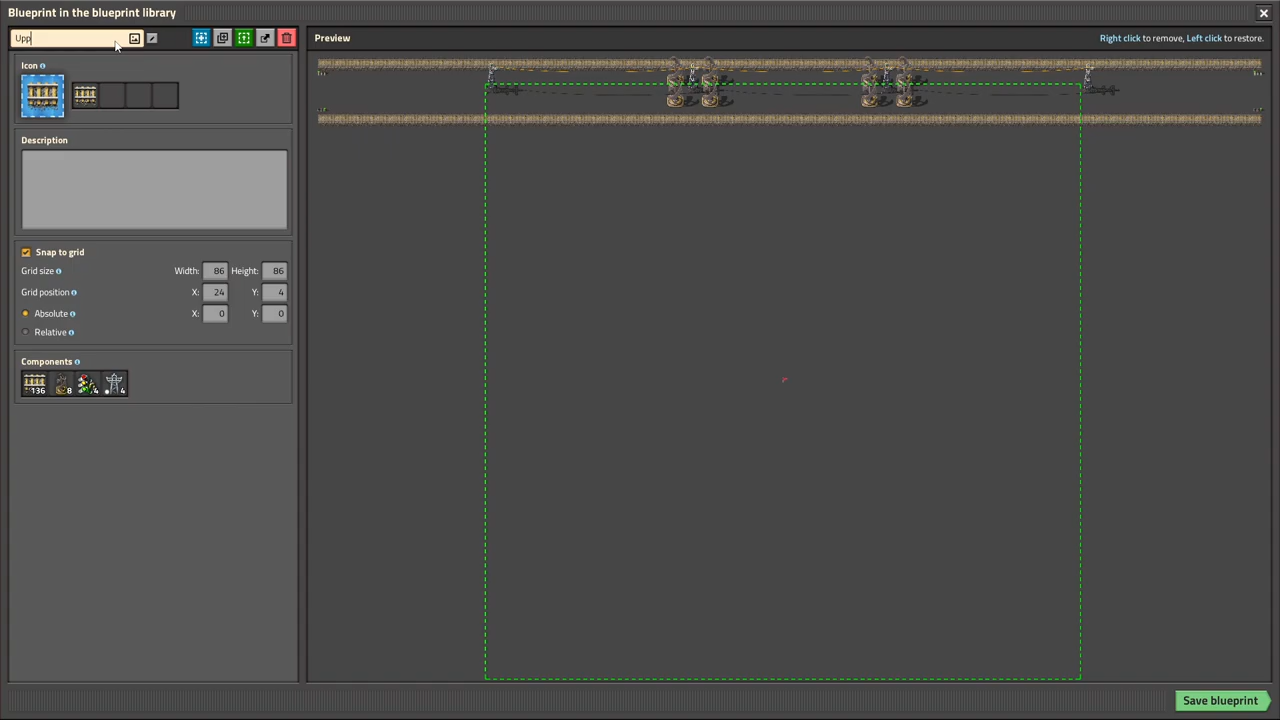 Blueprint in the blueprint library
Upp
Preview
Right click to remove, Left click to restore.
Icon
Description
Snap to grid
Grid size
Width: 86 Height: 86
Grid position
X: 24 Y: 4
Absolute
X: 0 Y: 0
Relative
Components
136 8 4 4
Save blueprint